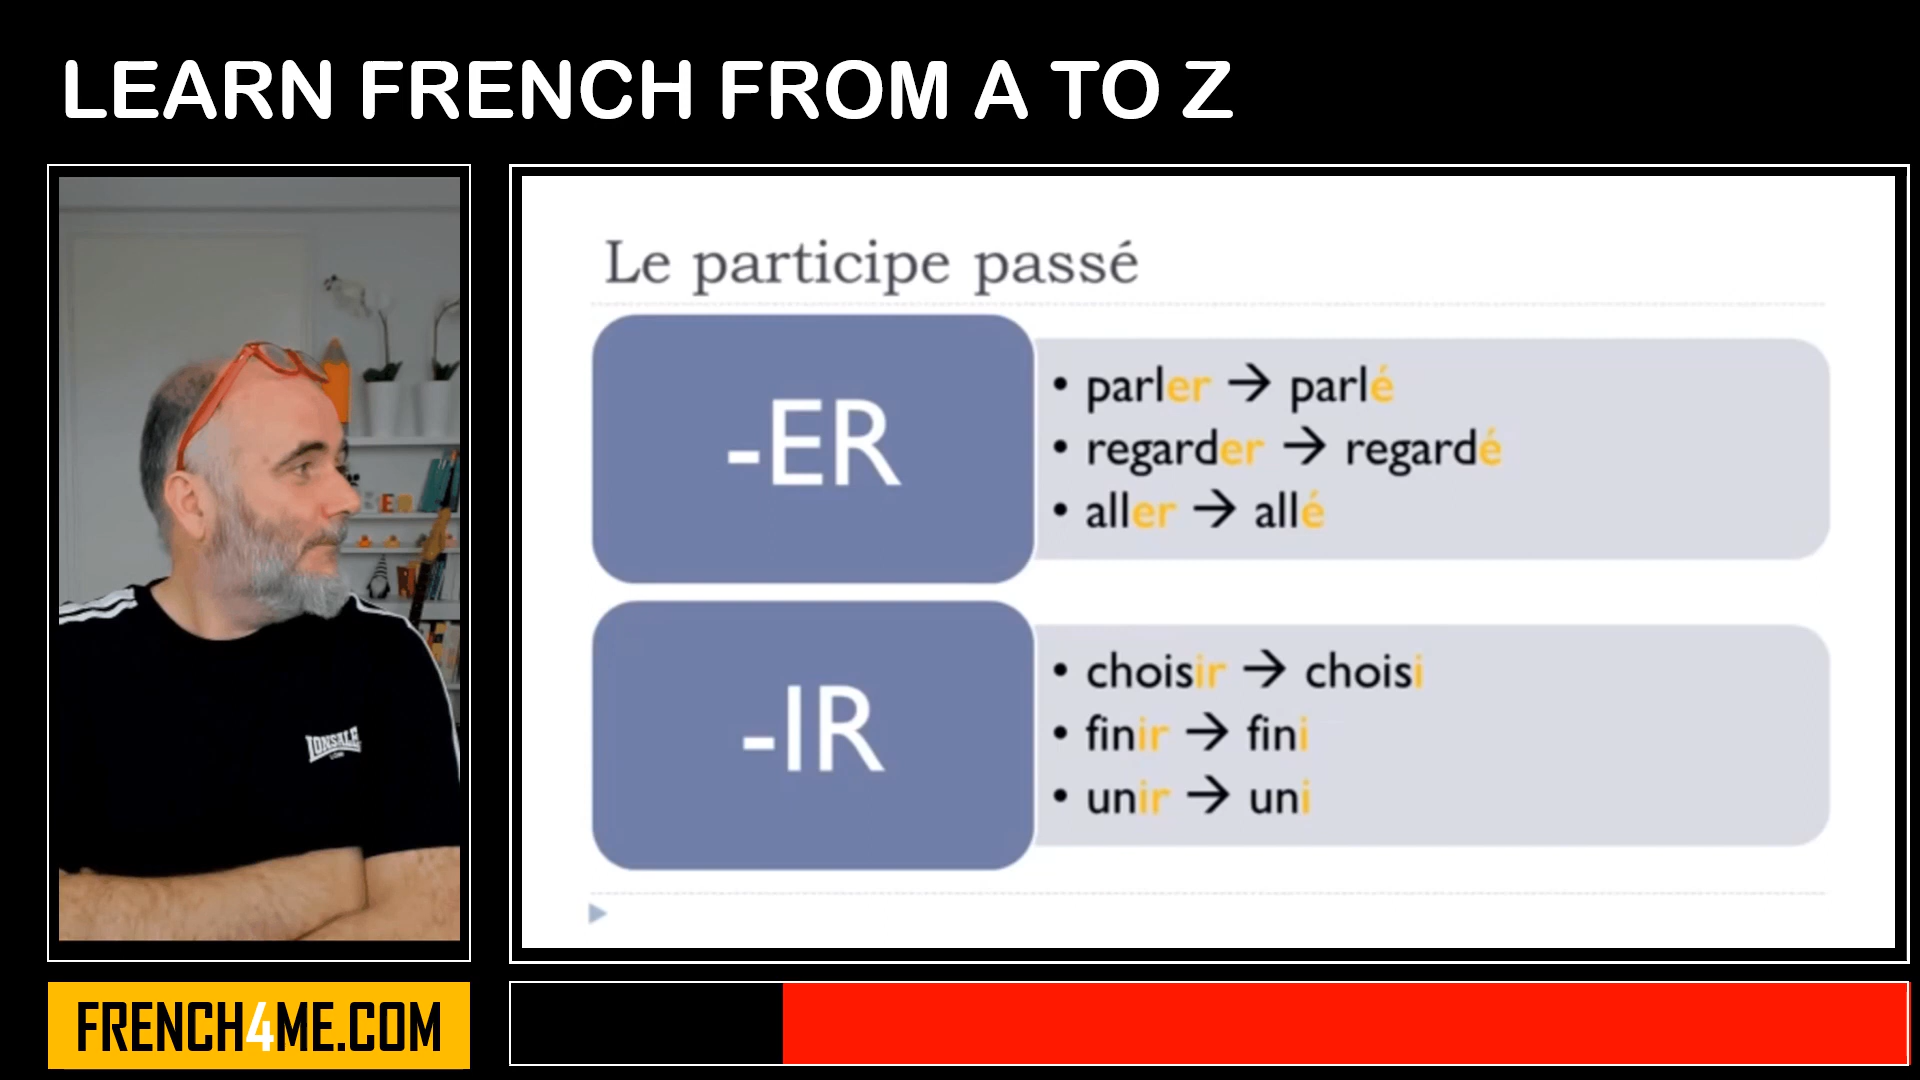 LEARN FRENCH FROM A TO Z
Le participe passé
-ER
• parler → parlé
• regarder → regardé
• aller → allé
-IR
• choisir → choisi
• finir → fini
• unir → uni
LONSDALE
FRENCH4ME.COM